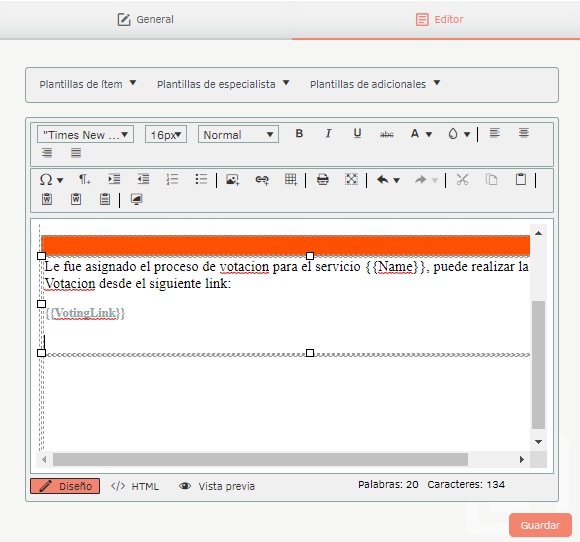 General
Editor
Plantillas de ítem
Plantillas de especialista
Plantillas de adicionales
"Times New ...
16px
Normal
B I U abc A
Ω ¶
Le fue asignado el proceso de votacion para el servicio {{Name}}, puede realizar la
Votacion desde el siguiente link:
{{VotingLink}}
Diseño
</> HTML
Vista previa
Palabras: 20 Caracteres: 134
Guardar